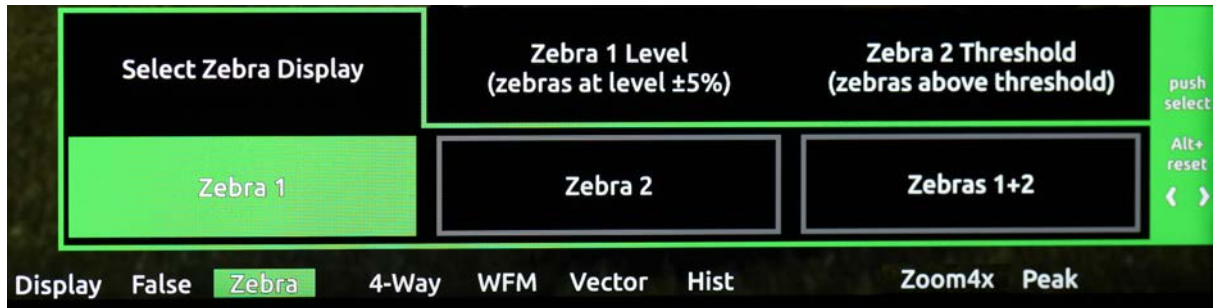 Select Zebra Display
Zebra 1 Level
(zebras at level ±5%)
Zebra 2 Threshold
(zebras above threshold)
push
select
Alt+
reset
Zebra 1
Zebra 2
Zebras 1+2
Display False Zebra 4-Way WFM Vector Hist Zoom4x Peak